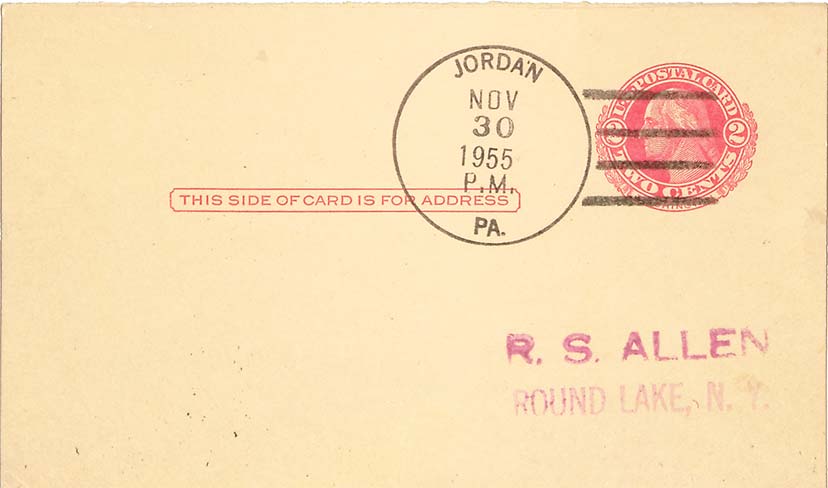 JORDAN
NOV
30
1955
P.M.
PA.
U.S. POSTAL CARD
2 2
TWO CENTS
THIS SIDE OF CARD IS FOR ADDRESS
R. S. ALLEN
ROUND LAKE, N. Y.